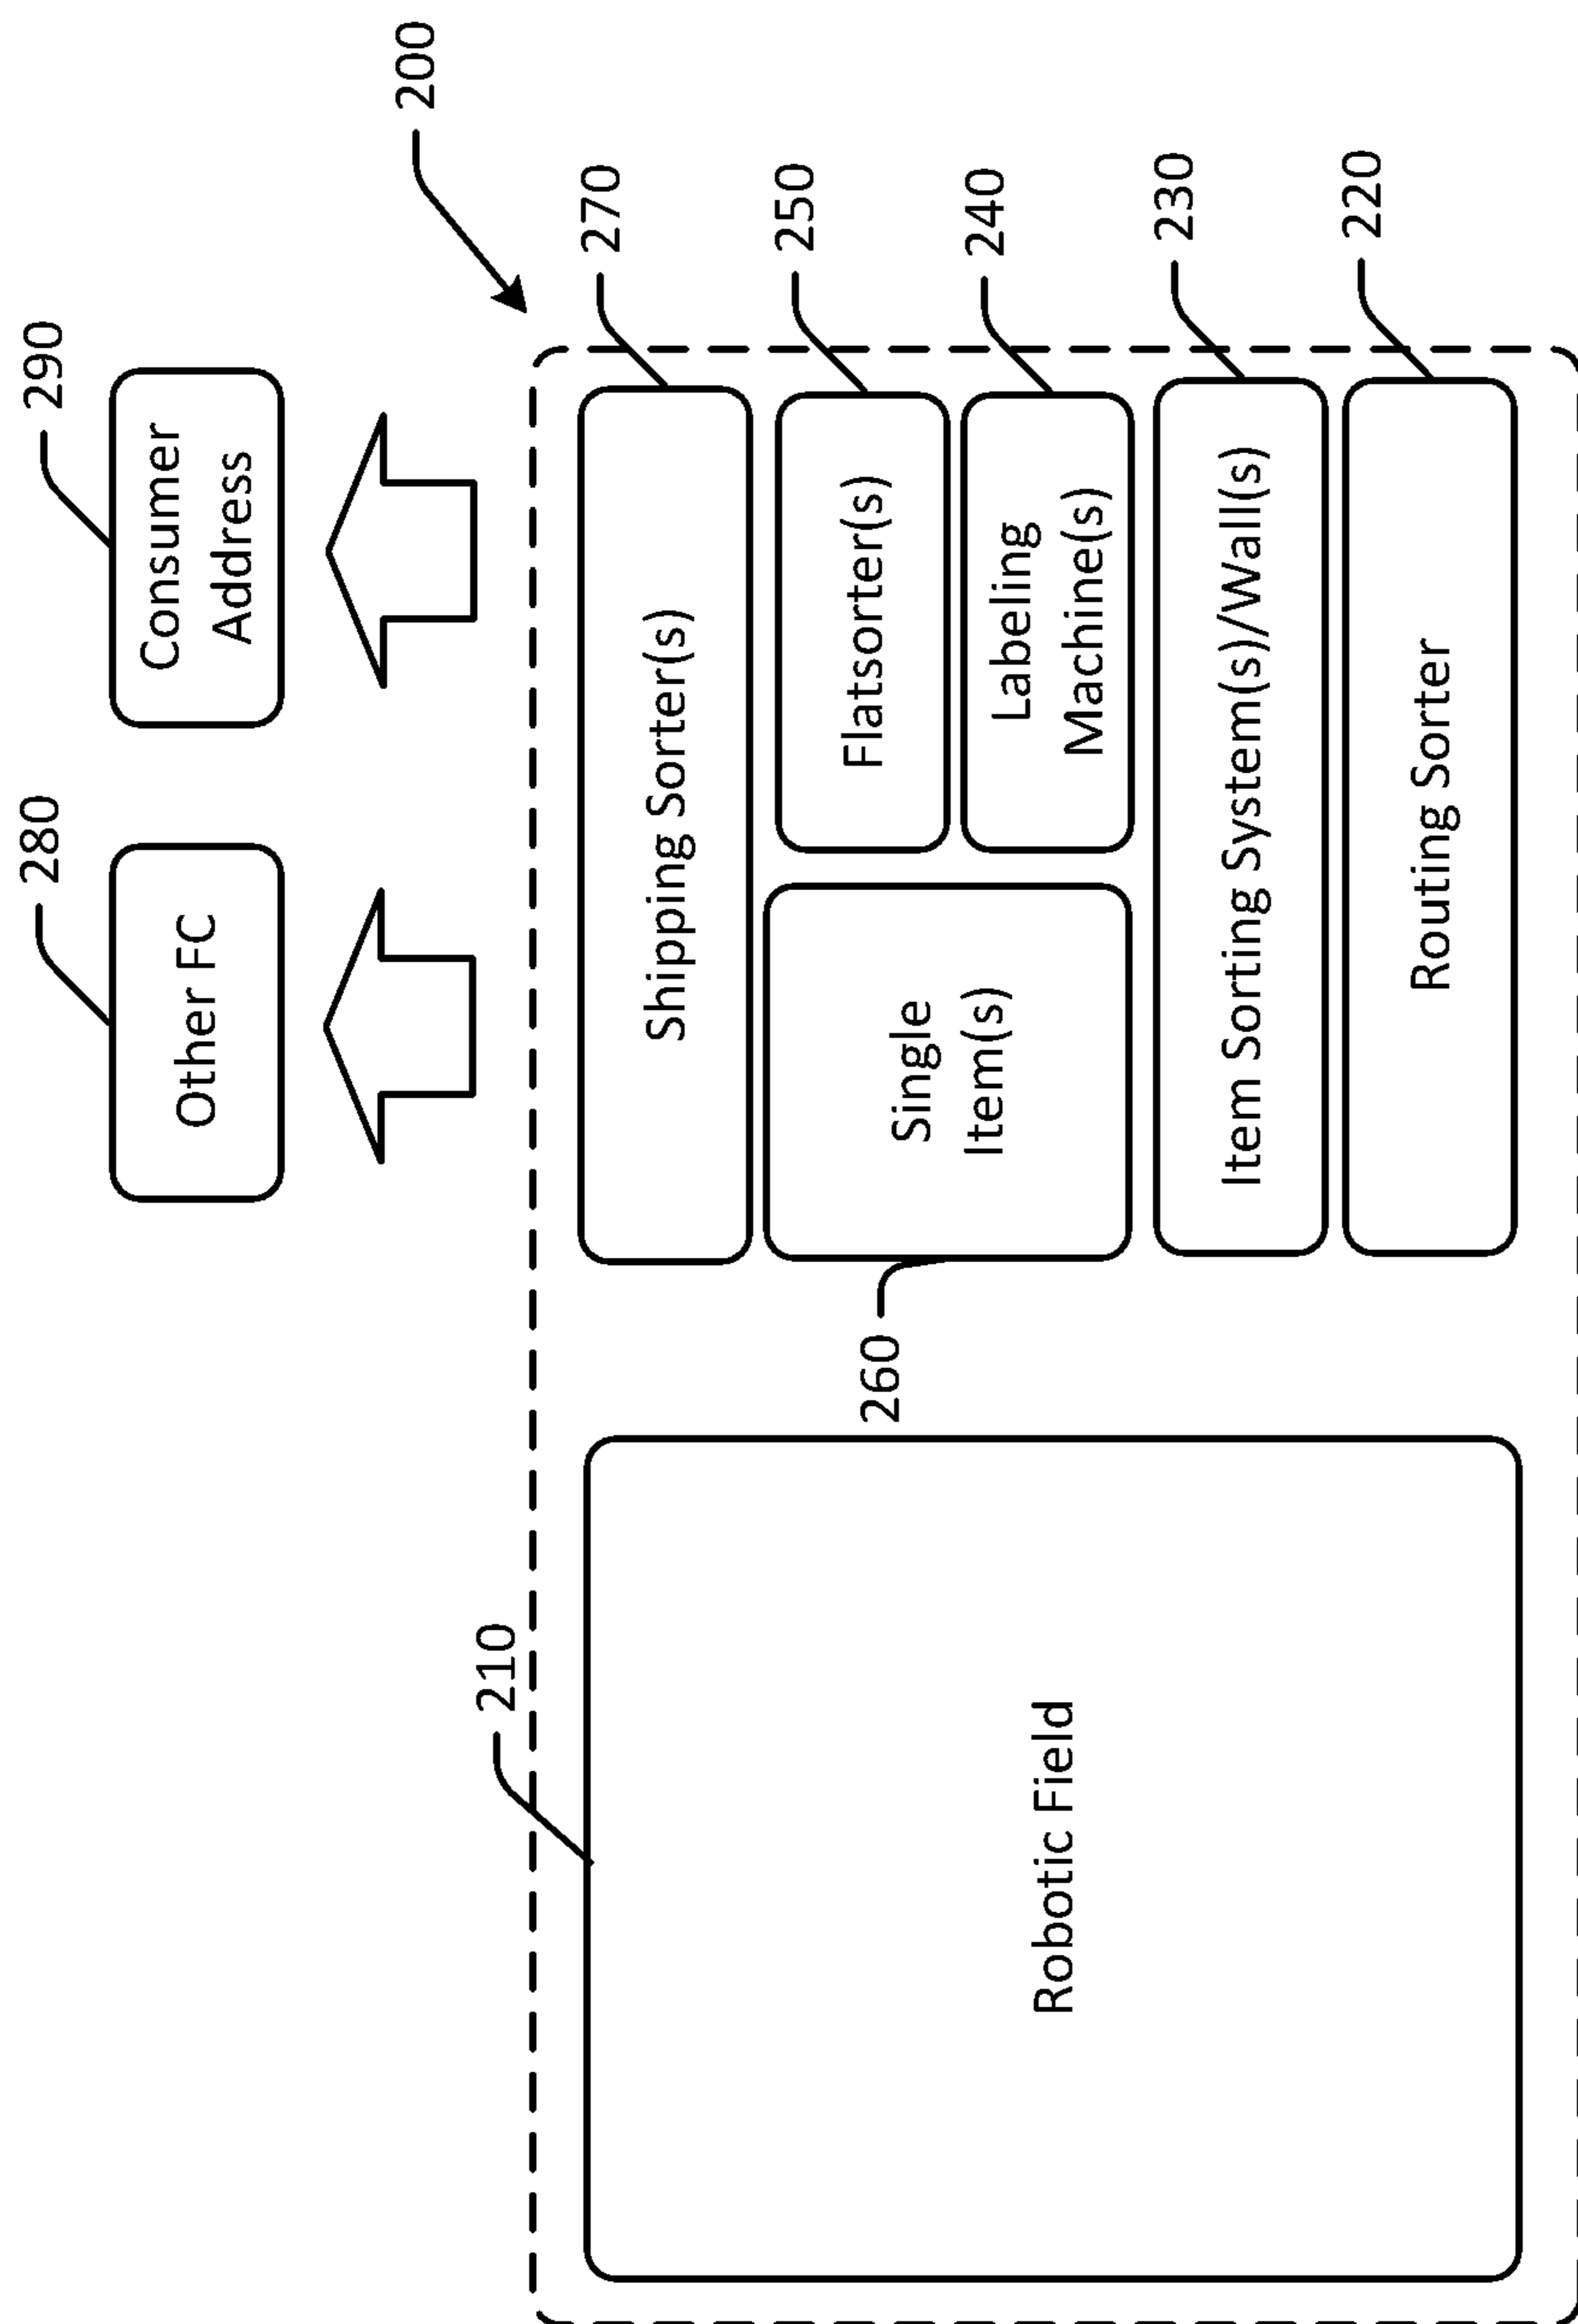 280
290
Other FC
Consumer
Address
200
210
Robotic Field
270
Shipping Sorter(s)
260
Single
Item(s)
250
Flatsorter(s)
240
Labeling
Machine(s)
230
Item Sorting System(s)/Wall(s)
220
Routing Sorter